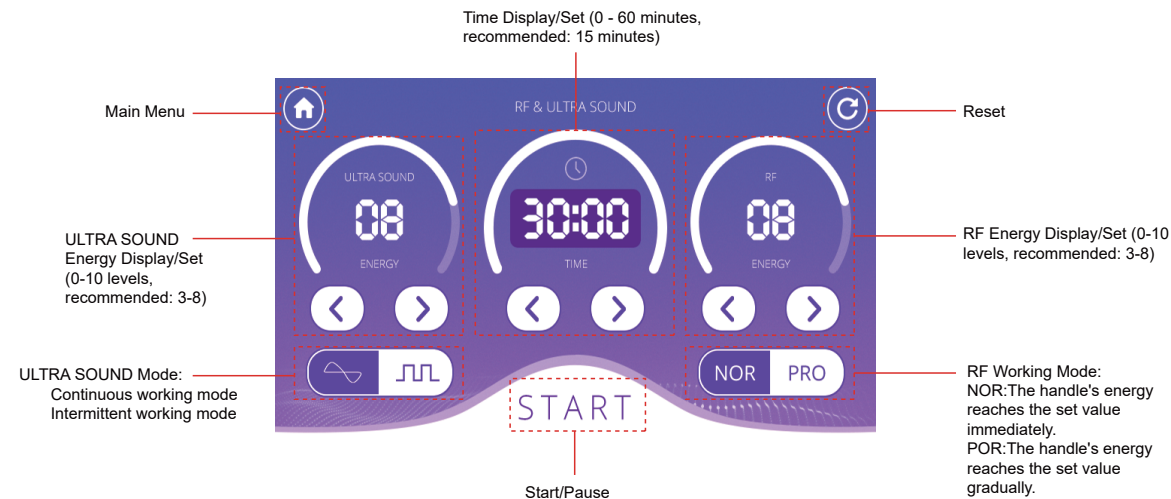 Time Display/Set (0 - 60 minutes,
recommended: 15 minutes)
Main Menu
RF & ULTRA SOUND
Reset
ULTRA SOUND
08
ENERGY
30:00
TIME
RF
08
ENERGY
ULTRA SOUND
Energy Display/Set
(0-10 levels,
recommended: 3-8)
RF Energy Display/Set (0-10
levels, recommended: 3-8)
ULTRA SOUND Mode:
Continuous working mode
Intermittent working mode
NOR PRO
START
RF Working Mode:
NOR:The handle's energy
reaches the set value
immediately.
POR:The handle's energy
reaches the set value
gradually.
Start/Pause